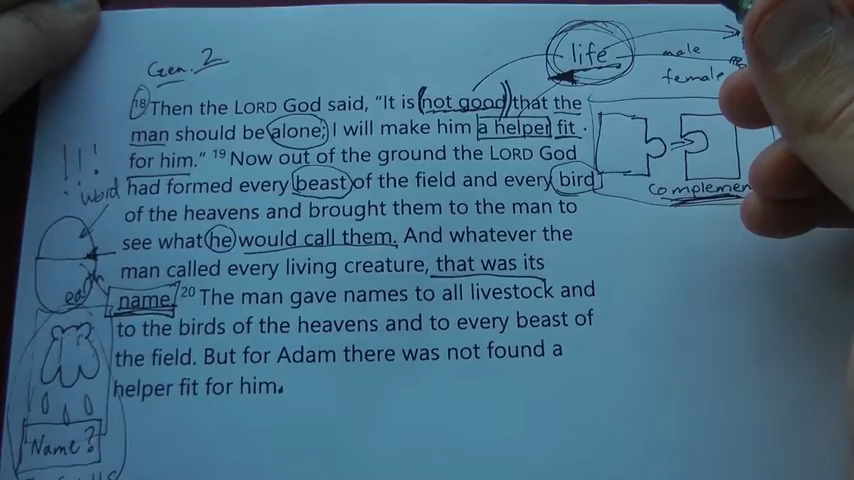 Gen. 2
life
male
female
18 Then the LORD God said, "It is not good that the
man should be alone; I will make him a helper fit
for him." 19 Now out of the ground the LORD God
had formed every beast of the field and every bird
of the heavens and brought them to the man to
see what he would call them. And whatever the
man called every living creature, that was its
name. 20 The man gave names to all livestock and
to the birds of the heavens and to every beast of
the field. But for Adam there was not found a
helper fit for him.
! ! !
word
earth
Name?